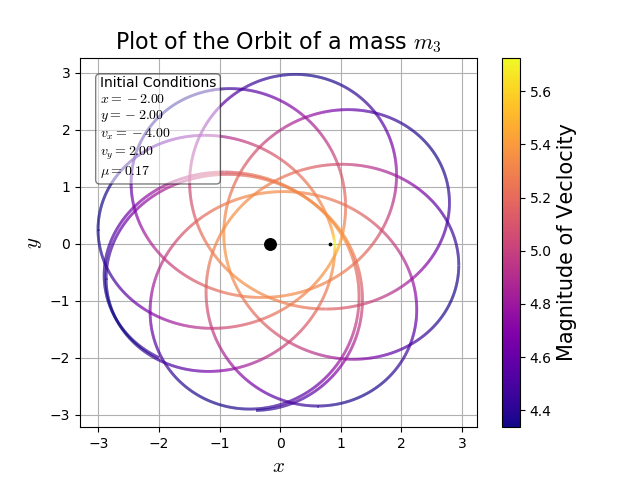 Plot of the Orbit of a mass m₃
Initial Conditions
x = −2.00
y = −2.00
vₓ = −4.00
v_y = 2.00
μ = 0.17
3
2
1
0
−1
−2
−3
y
−3 −2 −1 0 1 2 3
x
5.6
5.4
5.2
5.0
4.8
4.6
4.4
Magnitude of Veclocity